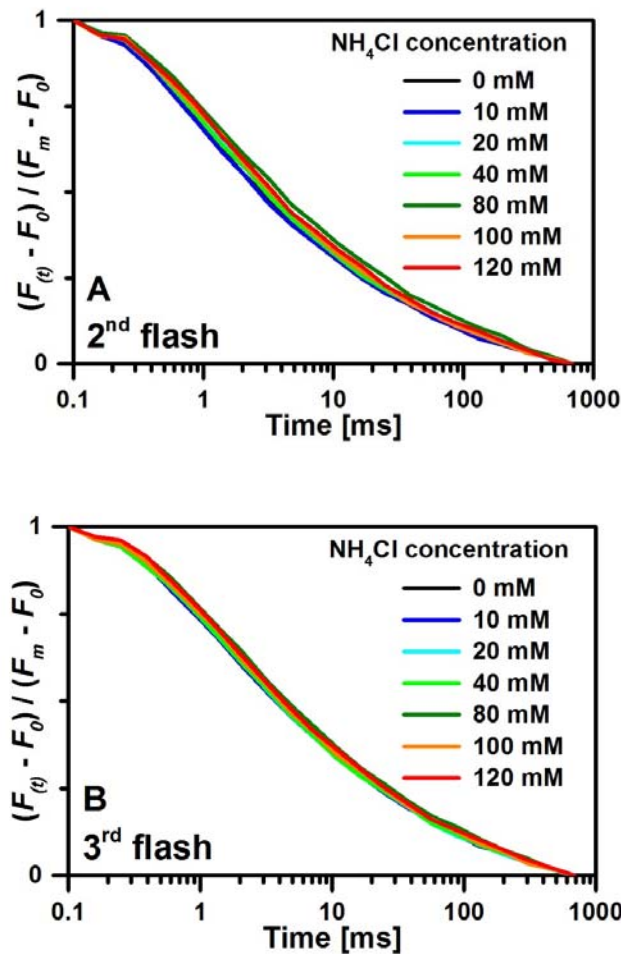 1
NH₄Cl concentration
0 mM
10 mM
20 mM
40 mM
80 mM
100 mM
120 mM
(F(t) - F0) / (Fm - F0)
A
2nd flash
0
0.1 1 10 100 1000
Time [ms]
1
NH₄Cl concentration
0 mM
10 mM
20 mM
40 mM
80 mM
100 mM
120 mM
(F(t) - F0) / (Fm - F0)
B
3rd flash
0
0.1 1 10 100 1000
Time [ms]